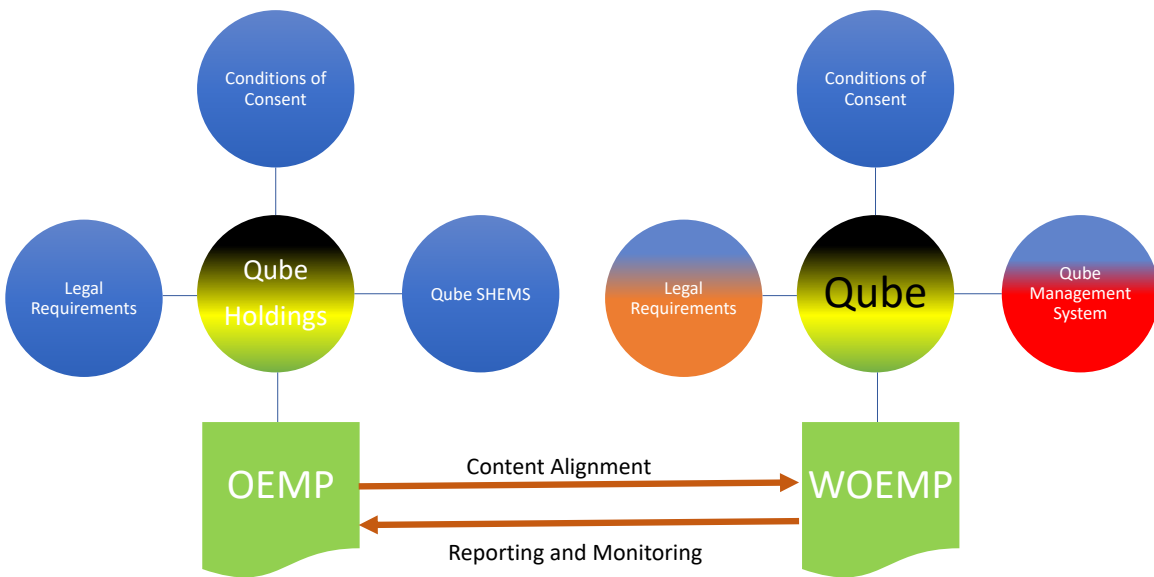 Conditions of
Consent
Conditions of
Consent
Legal
Requirements
Qube
Holdings
Qube SHEMS
Legal
Requirements
Qube
Qube
Management
System
OEMP
Content Alignment
WOEMP
Reporting and Monitoring